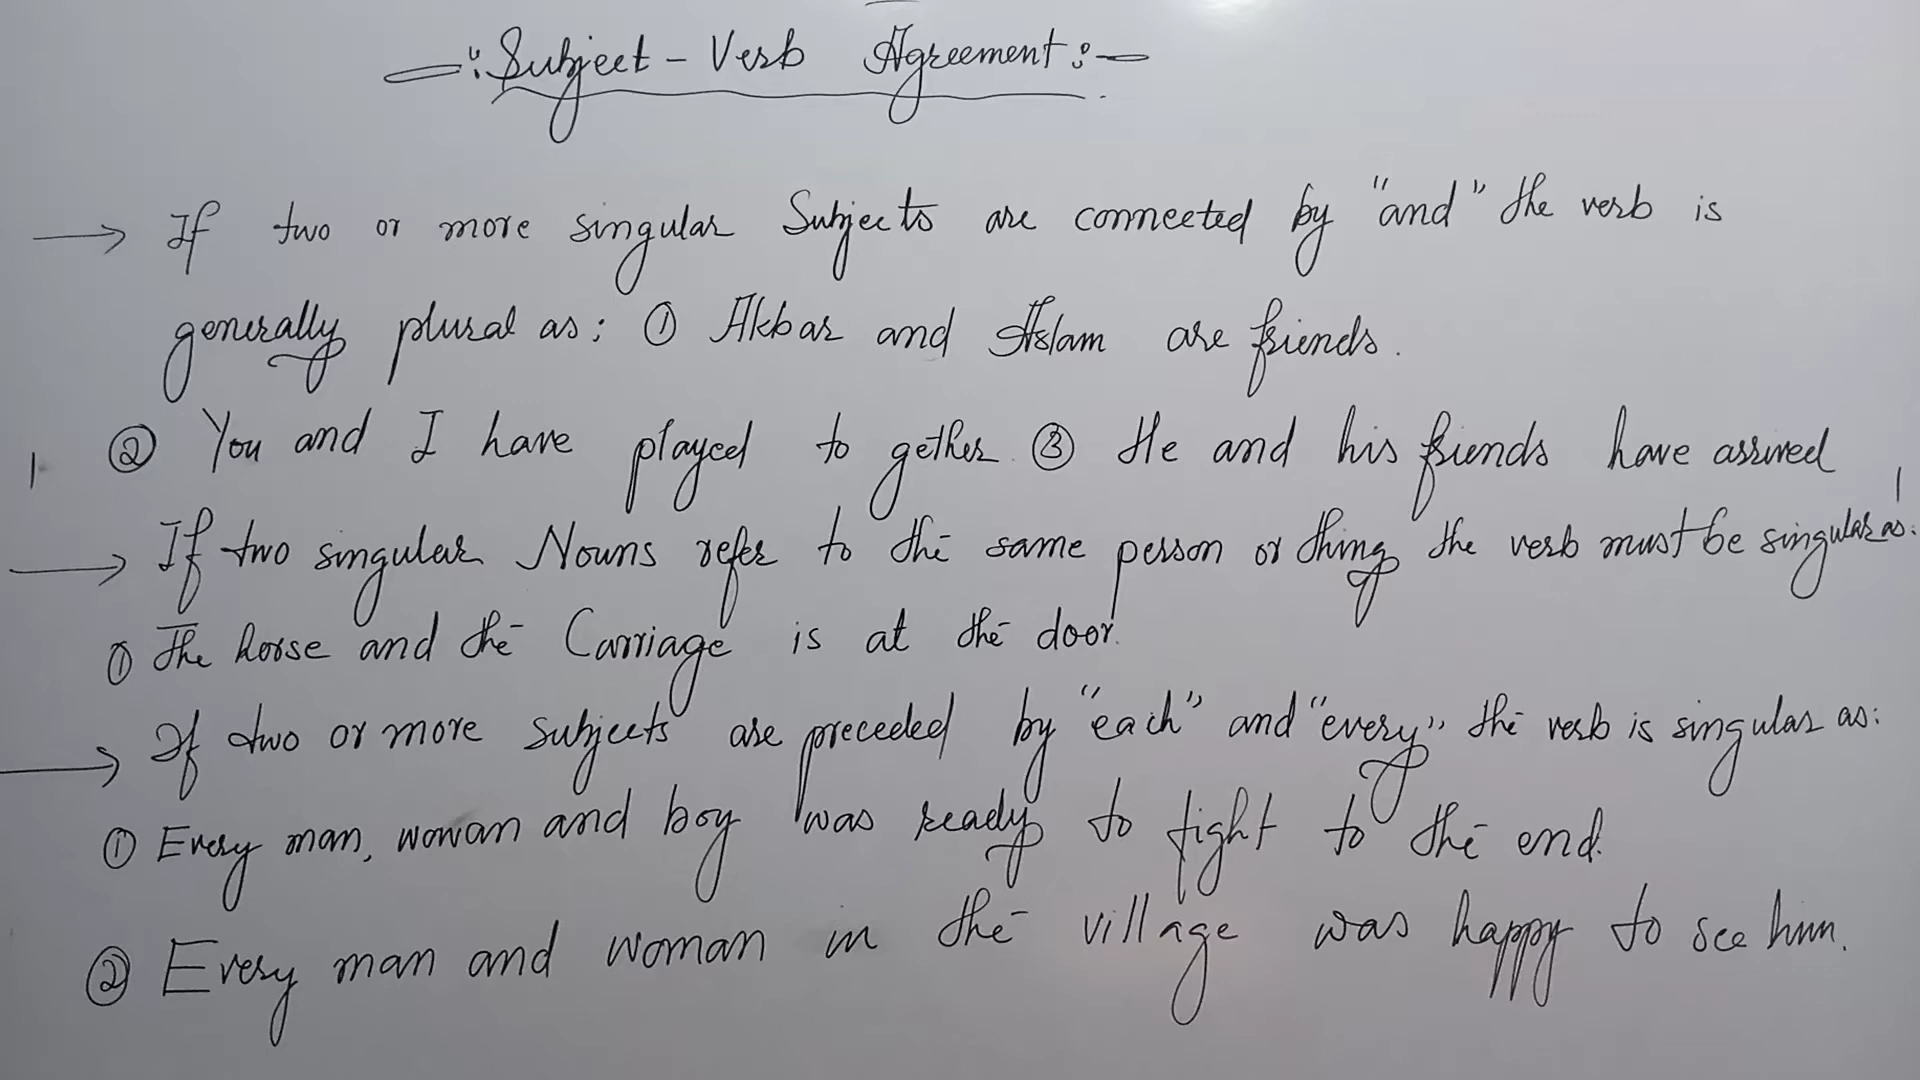 -:Subject - Verb Agreement:-
→ If two or more singular Subjects are connected by "and" the verb is
generally plural as: ① Akbar and Aslam are friends.
② You and I have played to gether. ③ He and his friends have arrived
→ If two singular Nouns refer to the same person or thing the verb must be singular as:
① The horse and the Carriage is at the door.
→ If two or more subjects are preceded by "each" and "every" the verb is singular as:
① Every man, woman and boy was ready to fight to the end.
② Every man and woman in the village was happy to see him.